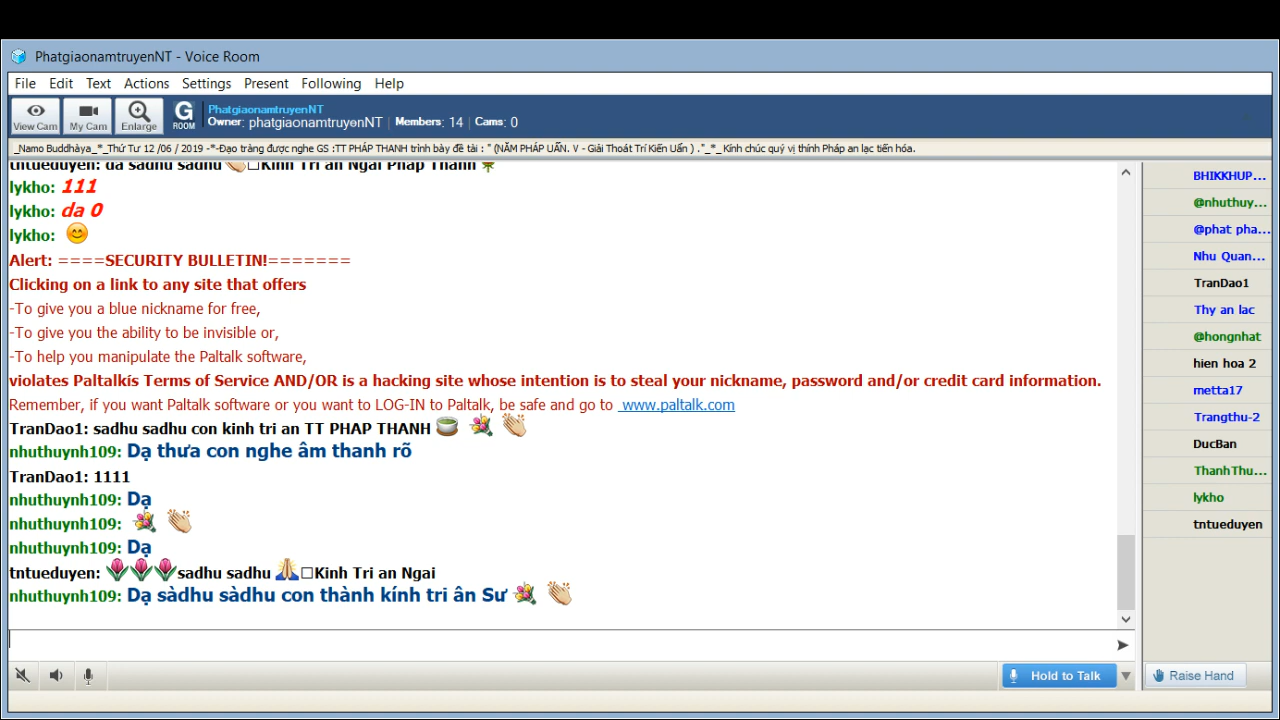 PhatgiaonamtruyenNT - Voice Room
File Edit Text Actions Settings Present Following Help
View Cam My Cam Enlarge G ROOM
PhatgiaonamtruyenNT
Owner: phatgiaonamtruyenNT | Members: 14 | Cams: 0
_Namo Buddhàya_*_Thứ Tư 12 /06 / 2019 -*-Đạo tràng được nghe GS :TT PHÁP THANH trình bày đề tài : " (NĂM PHÁP UẨN. V - Giải Thoát Tri Kiến Uẩn ) ."_*_ Kính chúc quý vị thính Pháp an lạc tiến hóa.
tntueduyen: da sadhu sadhu 👏□Kinh Tri an Ngai Phap Thanh
lykho: 111
lykho: da 0
lykho: 😊
Alert: ====SECURITY BULLETIN!=======
Clicking on a link to any site that offers
-To give you a blue nickname for free,
-To give you the ability to be invisible or,
-To help you manipulate the Paltalk software,
violates Paltalkís Terms of Service AND/OR is a hacking site whose intention is to steal your nickname, password and/or credit card information.
Remember, if you want Paltalk software or you want to LOG-IN to Paltalk, be safe and go to www.paltalk.com
TranDao1: sadhu sadhu con kinh tri an TT PHAP THANH 🍵 💐 👏
nhuthuynh109: Dạ thưa con nghe âm thanh rõ
TranDao1: 1111
nhuthuynh109: Dạ
nhuthuynh109: 💐 👏
nhuthuynh109: Dạ
tntueduyen: 🌷🌷🌷sadhu sadhu 🙏□Kinh Tri an Ngai
nhuthuynh109: Dạ sàdhu sàdhu con thành kính tri ân Sư 💐 👏
Hold to Talk
BHIKKHUP...
@nhuthuy...
@phat pha...
Nhu Quan...
TranDao1
Thy an lac
@hongnhat
hien hoa 2
metta17
Trangthu-2
DucBan
ThanhThu...
lykho
tntueduyen
Raise Hand